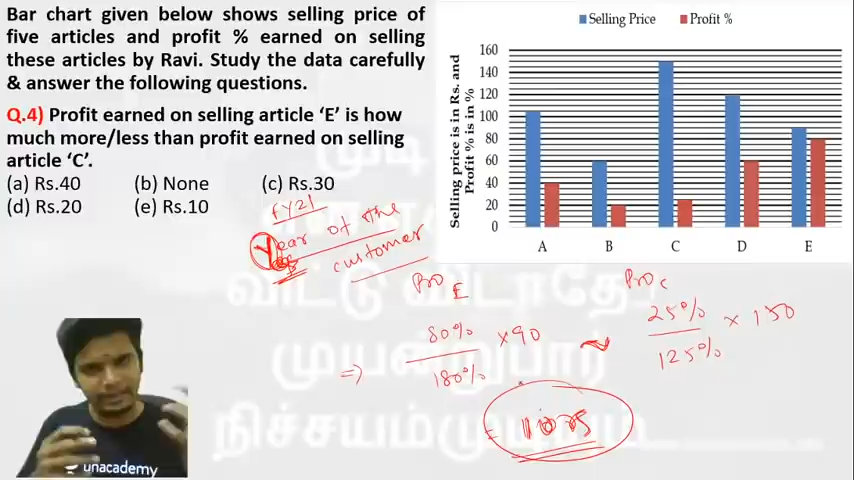 Bar chart given below shows selling price of
five articles and profit % earned on selling
these articles by Ravi. Study the data carefully
& answer the following questions.
Q.4) Profit earned on selling article 'E' is how
much more/less than profit earned on selling
article 'C'.
(a) Rs.40 (b) None (c) Rs.30
(d) Rs.20 (e) Rs.10
Selling Price Profit %
Selling price is in Rs. and
Profit % is in %
160
140
120
100
80
60
40
20
0
A B C D E
FY21
Year of the
customer
Pro E
Pro C
80%
180%
×90
~
25%
125%
× 150
⇒
=
முடி
விட்டு விடாதே
முயன்றுபார்
நிச்சயம்
unacademy